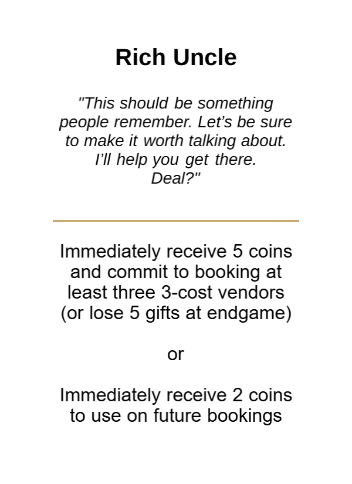 Rich Uncle
"This should be something
people remember. Let's be sure
to make it worth talking about.
I'll help you get there.
Deal?"
Immediately receive 5 coins
and commit to booking at
least three 3-cost vendors
(or lose 5 gifts at endgame)
or
Immediately receive 2 coins
to use on future bookings